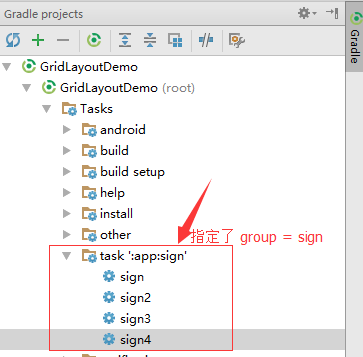 Gradle projects
Gradle
GridLayoutDemo
GridLayoutDemo (root)
Tasks
android
build
build setup
help
install
other
指定了 group = sign
task ':app:sign'
sign
sign2
sign3
sign4